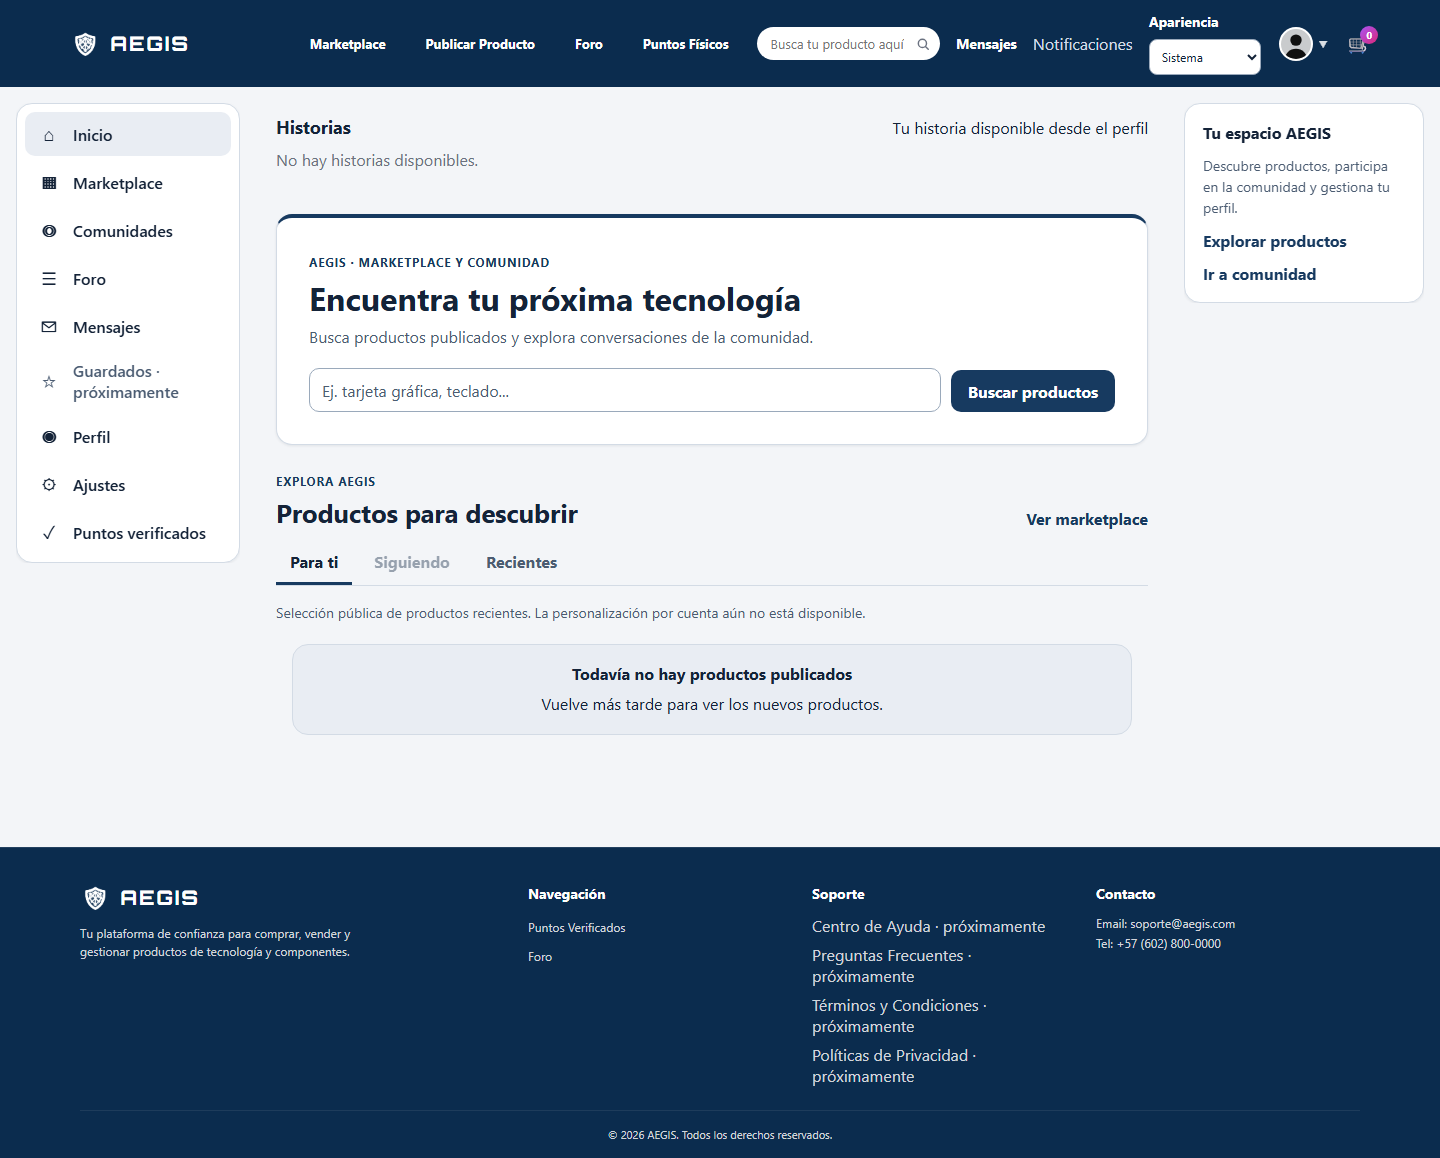 AEGIS
Marketplace
Publicar Producto
Foro
Puntos Físicos
Busca tu producto aquí
Mensajes
Notificaciones
Apariencia
Sistema
0
Inicio
Marketplace
Comunidades
Foro
Mensajes
Guardados ·
próximamente
Perfil
Ajustes
Puntos verificados
Historias
Tu historia disponible desde el perfil
No hay historias disponibles.
AEGIS · MARKETPLACE Y COMUNIDAD
Encuentra tu próxima tecnología
Busca productos publicados y explora conversaciones de la comunidad.
Ej. tarjeta gráfica, teclado...
Buscar productos
EXPLORA AEGIS
Productos para descubrir
Ver marketplace
Para ti
Siguiendo
Recientes
Selección pública de productos recientes. La personalización por cuenta aún no está disponible.
Todavía no hay productos publicados
Vuelve más tarde para ver los nuevos productos.
Tu espacio AEGIS
Descubre productos, participa
en la comunidad y gestiona tu
perfil.
Explorar productos
Ir a comunidad
AEGIS
Tu plataforma de confianza para comprar, vender y
gestionar productos de tecnología y componentes.
Navegación
Puntos Verificados
Foro
Soporte
Centro de Ayuda · próximamente
Preguntas Frecuentes ·
próximamente
Términos y Condiciones ·
próximamente
Políticas de Privacidad ·
próximamente
Contacto
Email: soporte@aegis.com
Tel: +57 (602) 800-0000
© 2026 AEGIS. Todos los derechos reservados.